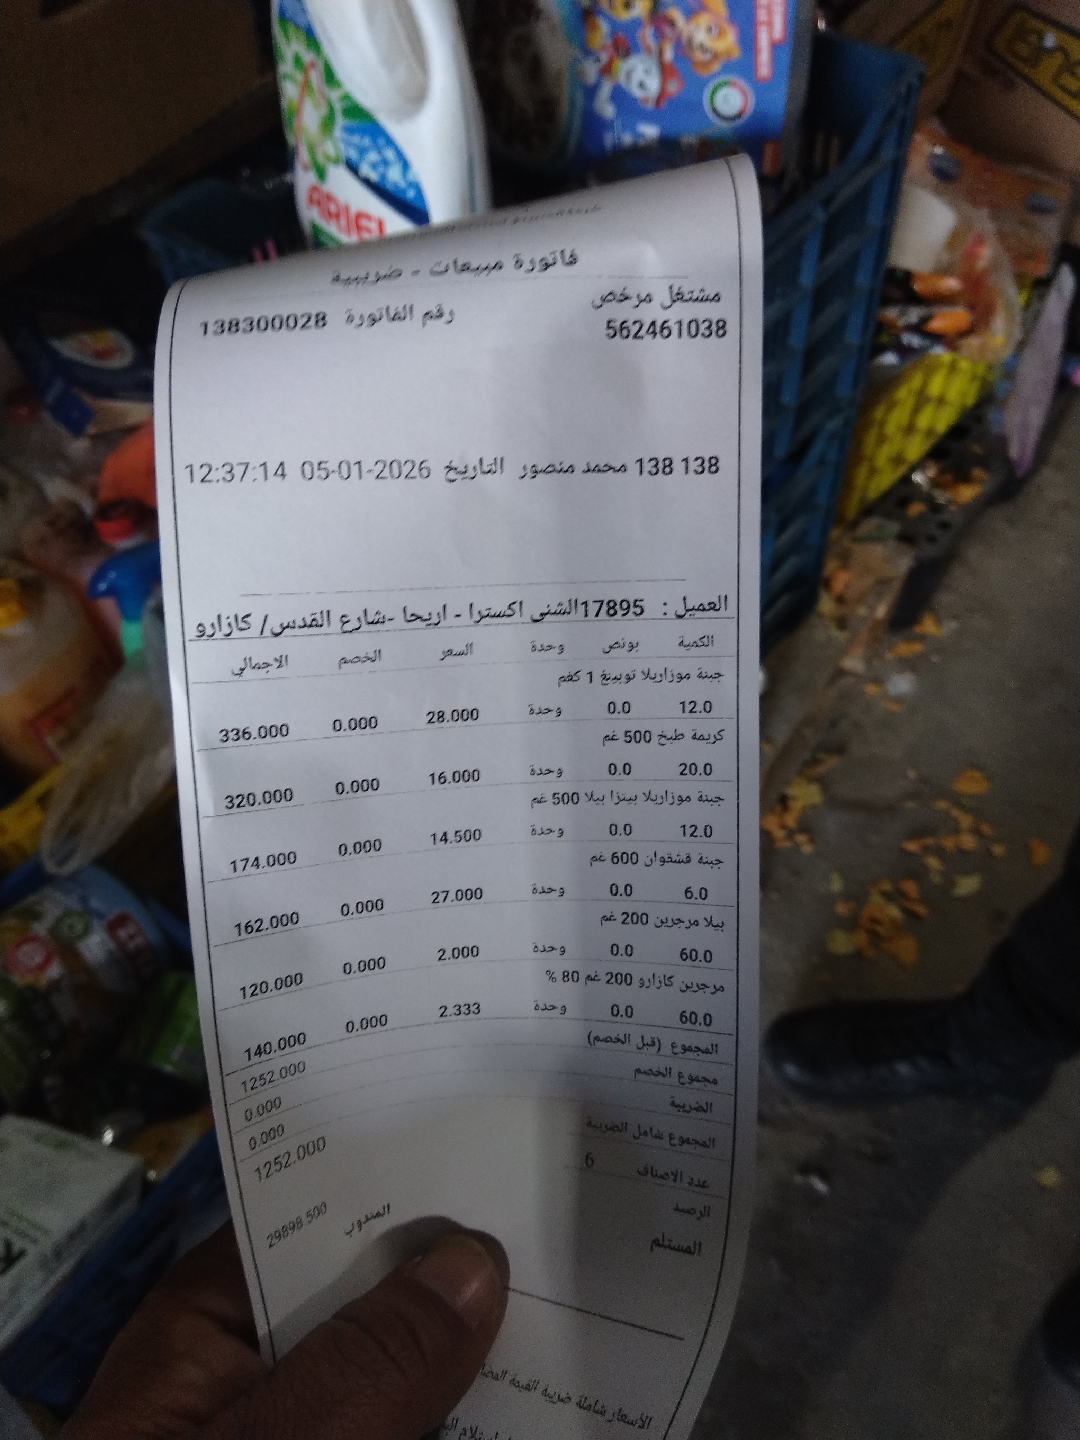 ARIEL
فاتورة مبيعات - ضريبية
مشتغل مرخص
562461038
رقم الفاتورة 138300028
138 138 محمد منصور التاريخ 05-01-2026 12:37:14
العميل : 17895الشنى اكسترا - اريحا -شارع القدس/ كازارو
الكمية بونص وحدة السعر الخصم الاجمالي
جبنة موزاريلا توبينغ 1 كغم
12.0 0.0 وحدة 28.000 0.000 336.000
كريمة طبخ 500 غم
20.0 0.0 وحدة 16.000 0.000 320.000
جبنة موزاريلا بيتزا بيلا 500 غم
12.0 0.0 وحدة 14.500 0.000 174.000
جبنة قشقوان 600 غم
6.0 0.0 وحدة 27.000 0.000 162.000
بيلا مرجرين 200 غم
60.0 0.0 وحدة 2.000 0.000 120.000
مرجرين كازارو 200 غم 80 %
60.0 0.0 وحدة 2.333 0.000 140.000
المجموع (قبل الخصم) 1252.000
مجموع الخصم 0.000
الضريبة 0.000
المجموع شامل الضريبة 1252.000
عدد الاصناف 6
الرصيد 29898.500
المستلم المندوب
الأسعار شاملة ضريبة القيمة